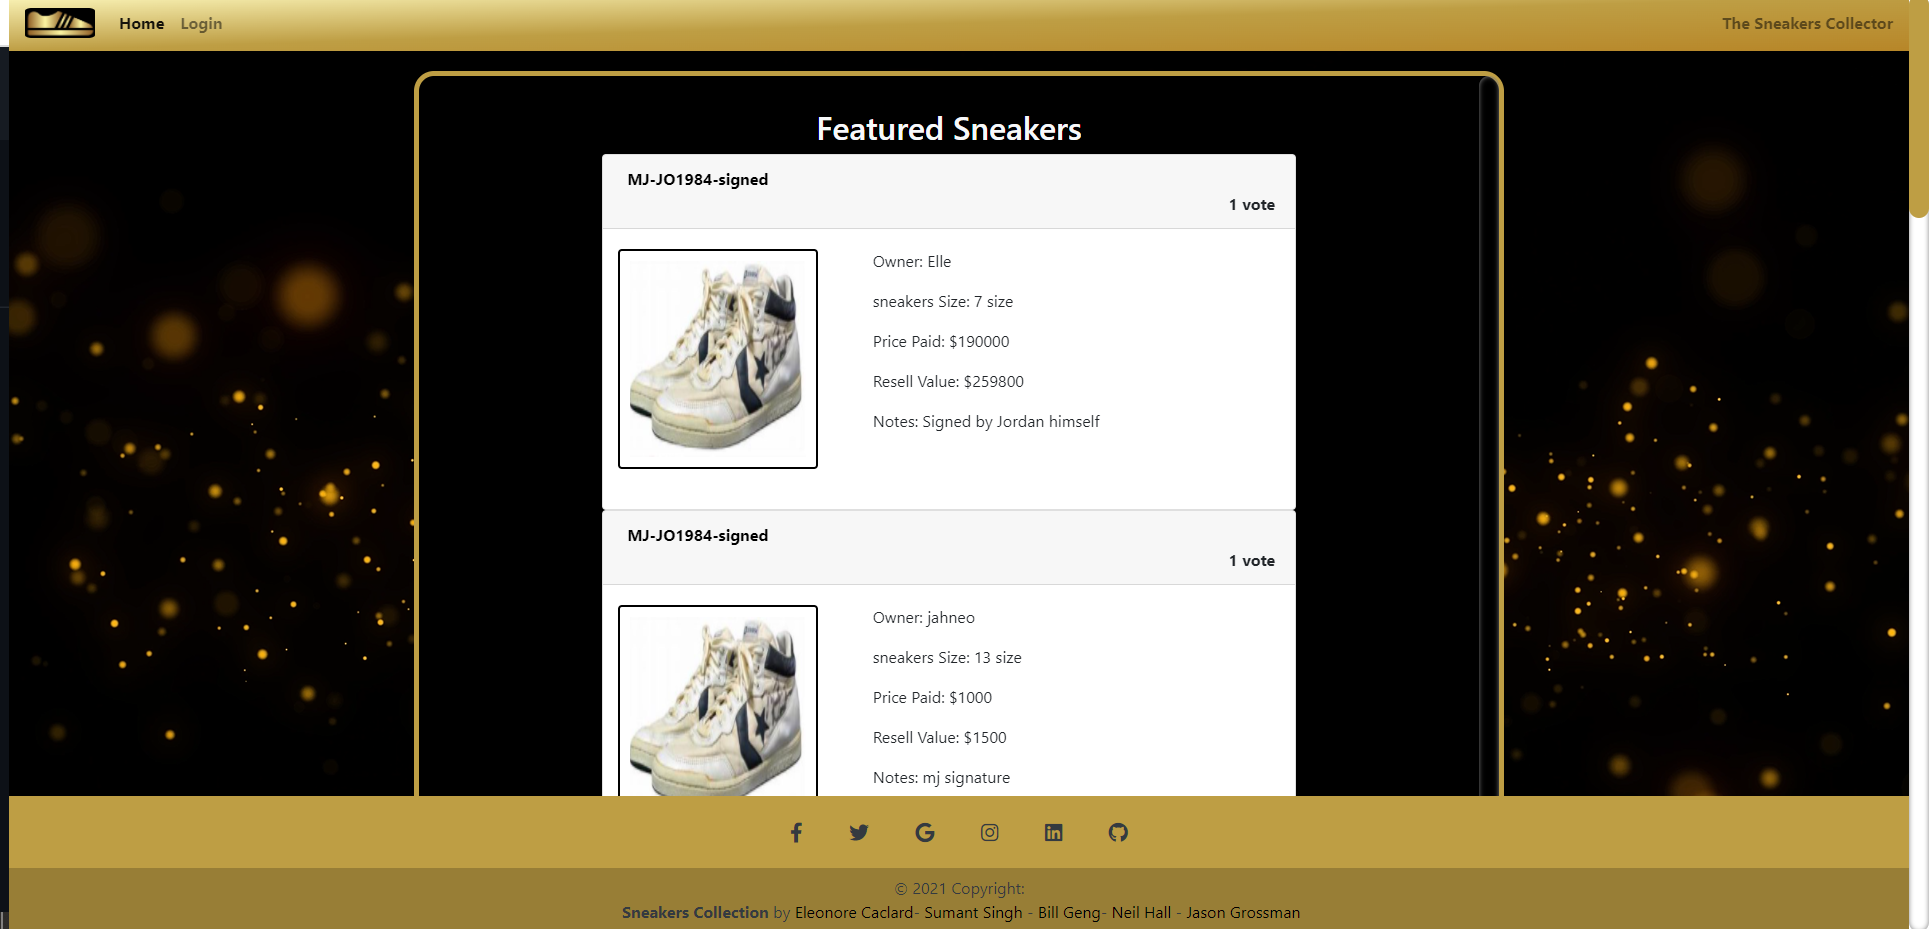 Home Login The Sneakers Collector
Featured Sneakers
MJ-JO1984-signed
1 vote
Owner: Elle
sneakers Size: 7 size
Price Paid: $190000
Resell Value: $259800
Notes: Signed by Jordan himself
MJ-JO1984-signed
1 vote
Owner: jahneo
sneakers Size: 13 size
Price Paid: $1000
Resell Value: $1500
Notes: mj signature
© 2021 Copyright:
Sneakers Collection by Eleonore Caclard- Sumant Singh - Bill Geng- Neil Hall - Jason Grossman